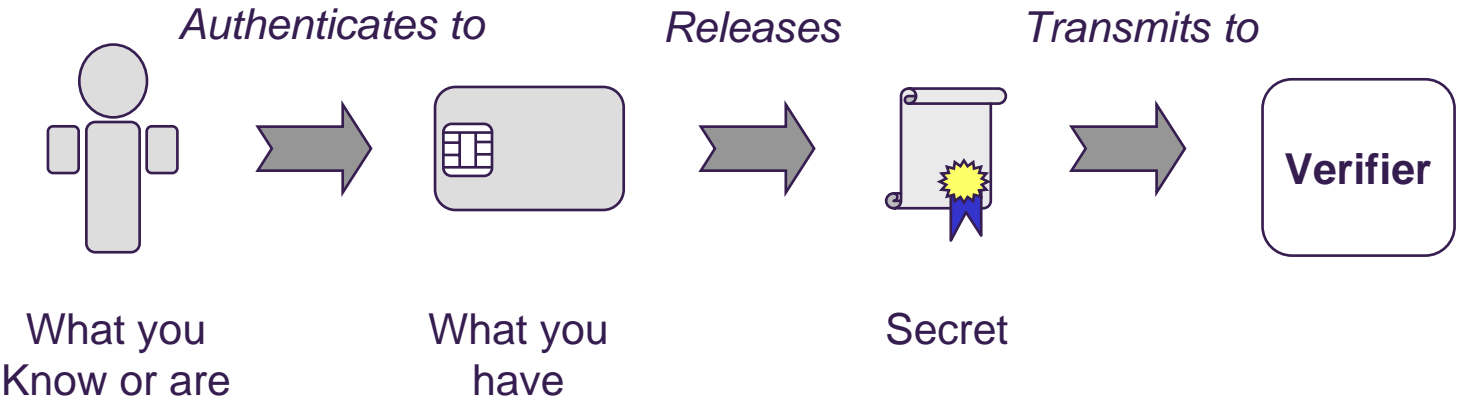 Authenticates to
Releases
Transmits to
Verifier
What you
Know or are
What you
have
Secret